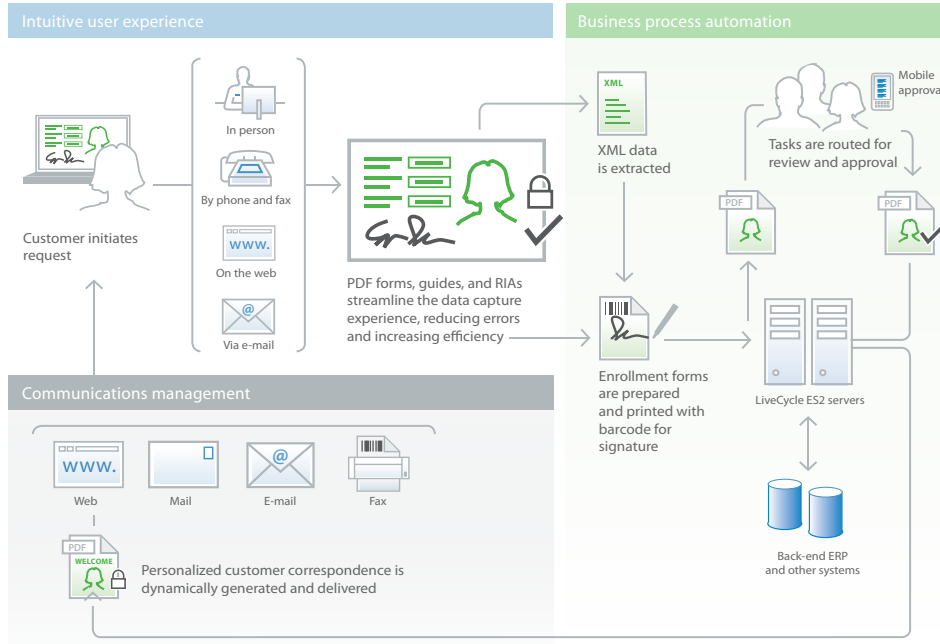 Intuitive user experience
Business process automation
Customer initiates
request
In person
By phone and fax
www.
On the web
@
Via e-mail
PDF forms, guides, and RIAs
streamline the data capture
experience, reducing errors
and increasing efficiency
XML
XML data
is extracted
Mobile
approval
Tasks are routed for
review and approval
PDF
PDF
Enrollment forms
are prepared
and printed with
barcode for
signature
LiveCycle ES2 servers
Back-end ERP
and other systems
Communications management
www.
@
Web
Mail
E-mail
Fax
PDF
WELCOME
Personalized customer correspondence is
dynamically generated and delivered